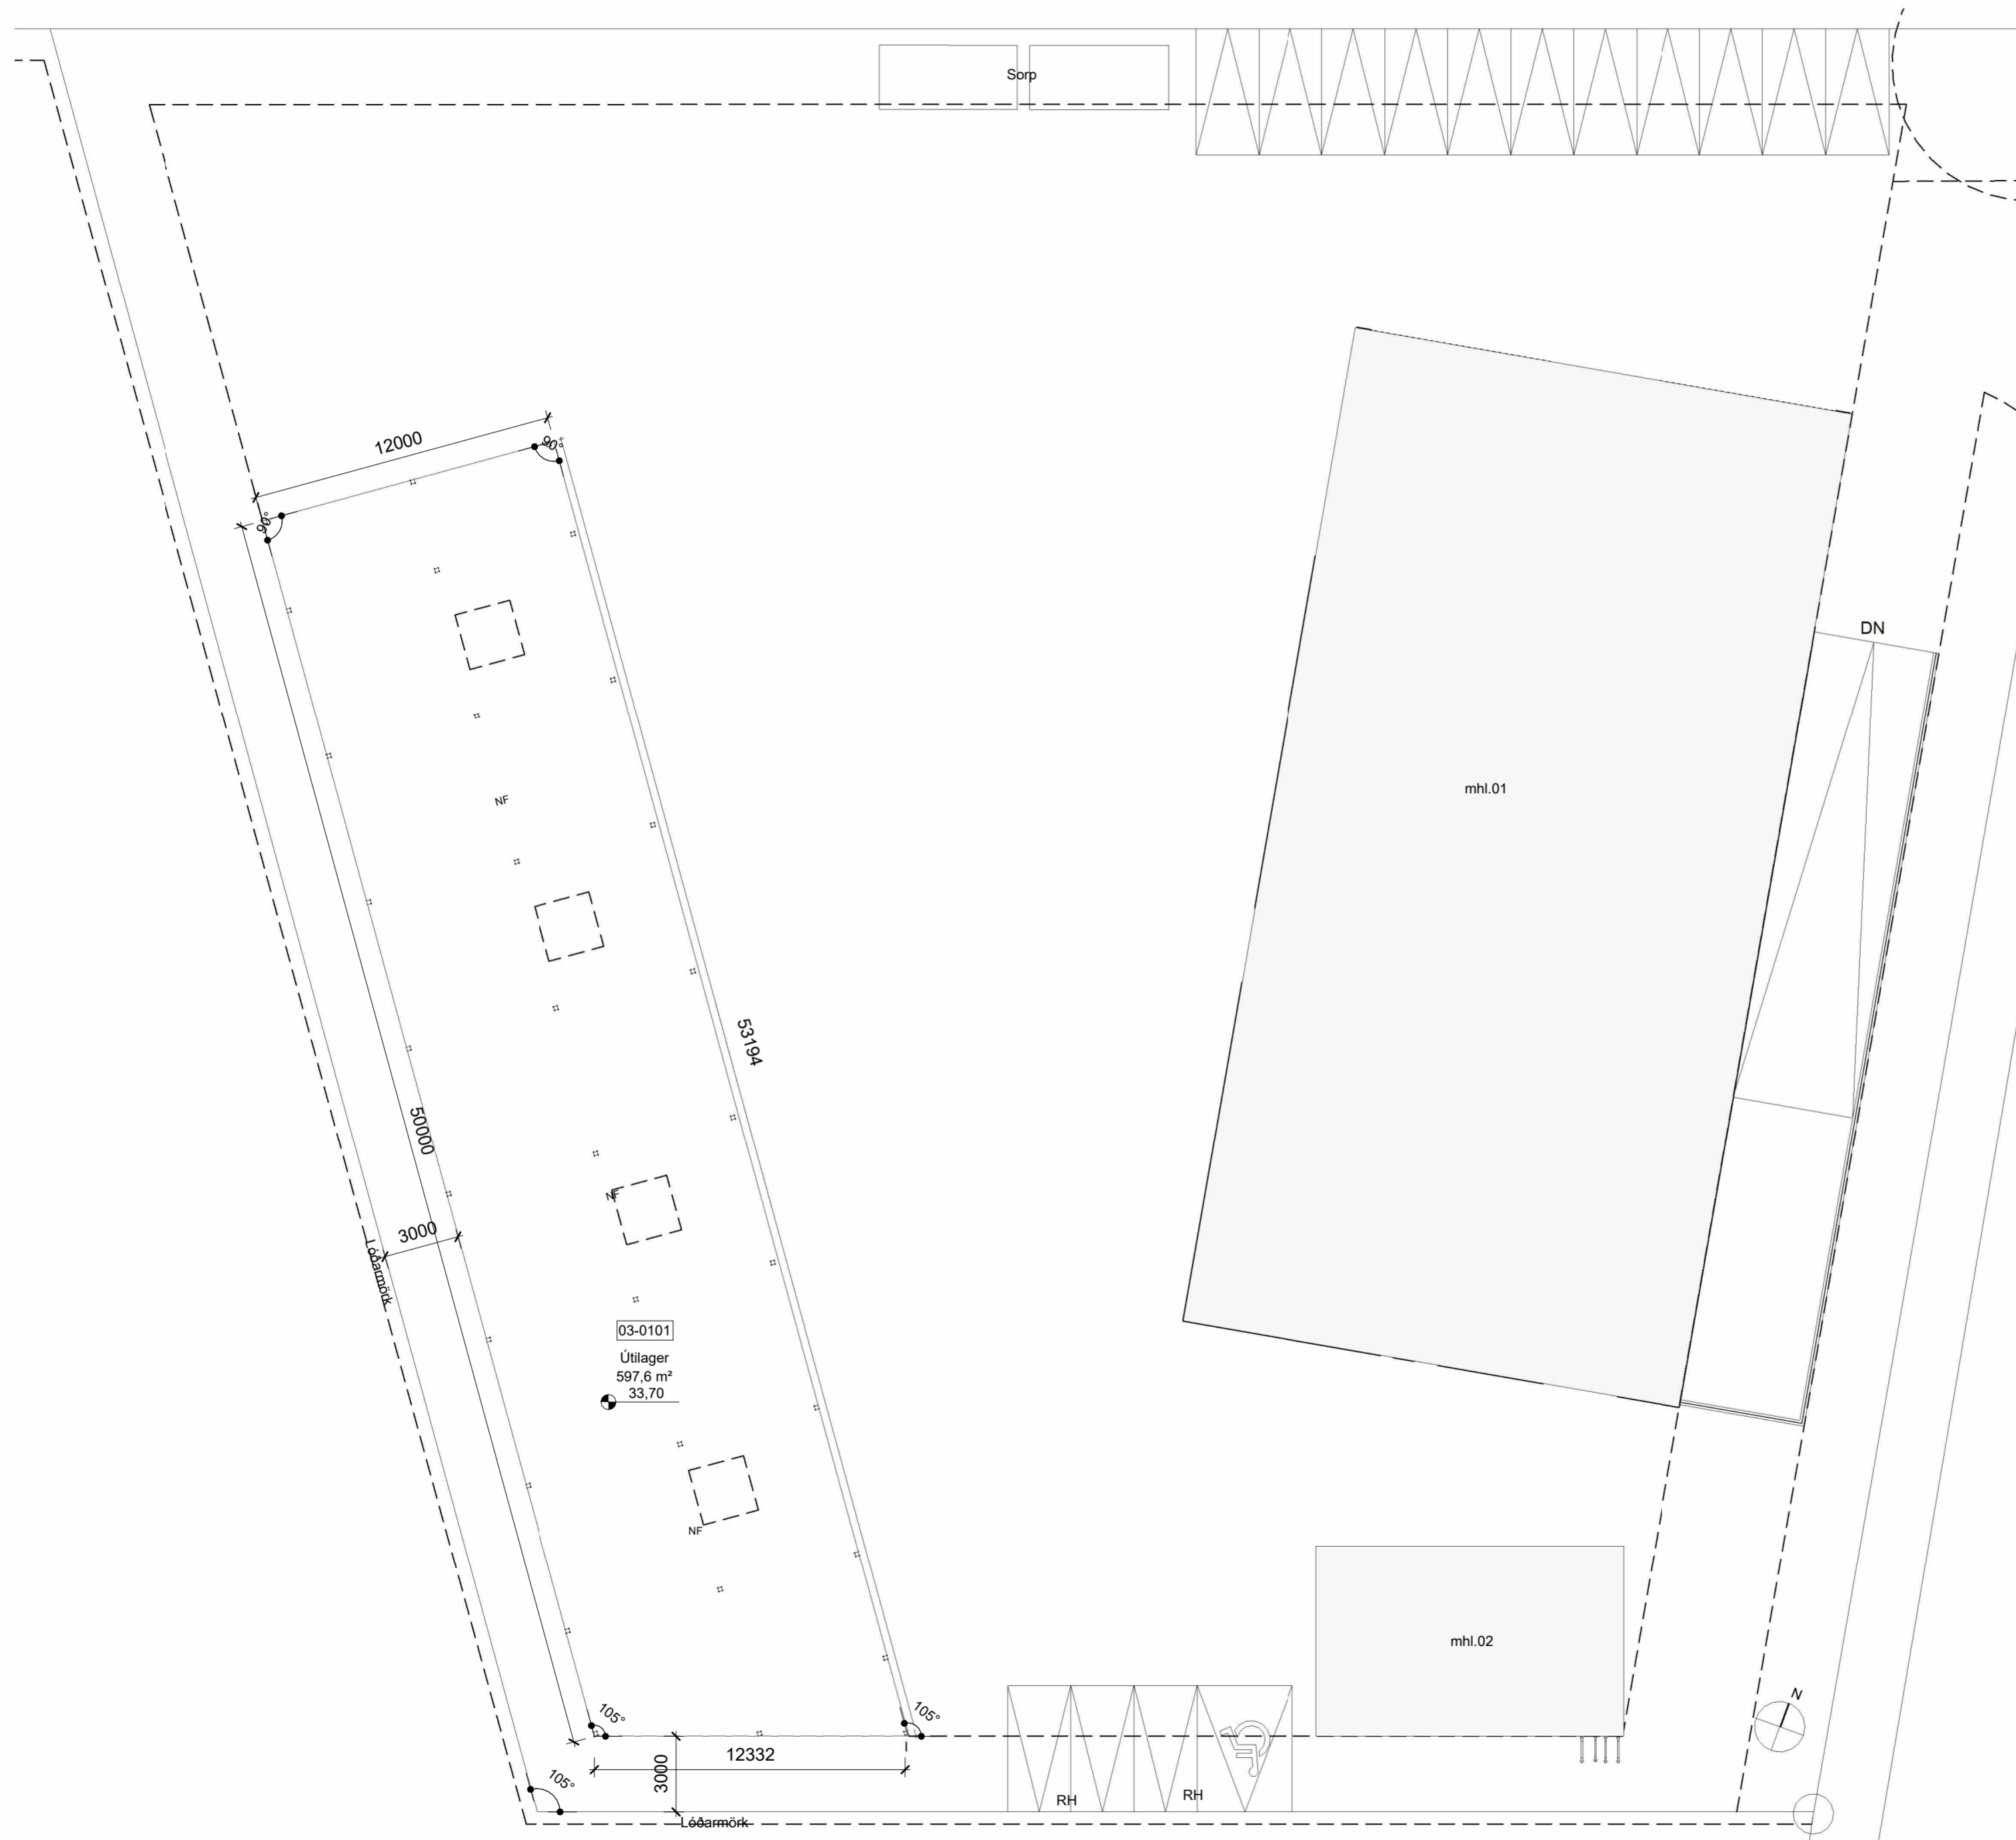 Sorp
12000
90°
90°
DN
mhl.01
NF
53194
50000
NF
3000
Lóðarmörk
03-0101
Útilager
597,6 m²
33,70
NF
mhl.02
N
105°
105°
12332
3000
105°
RH
RH
Lóðarmörk